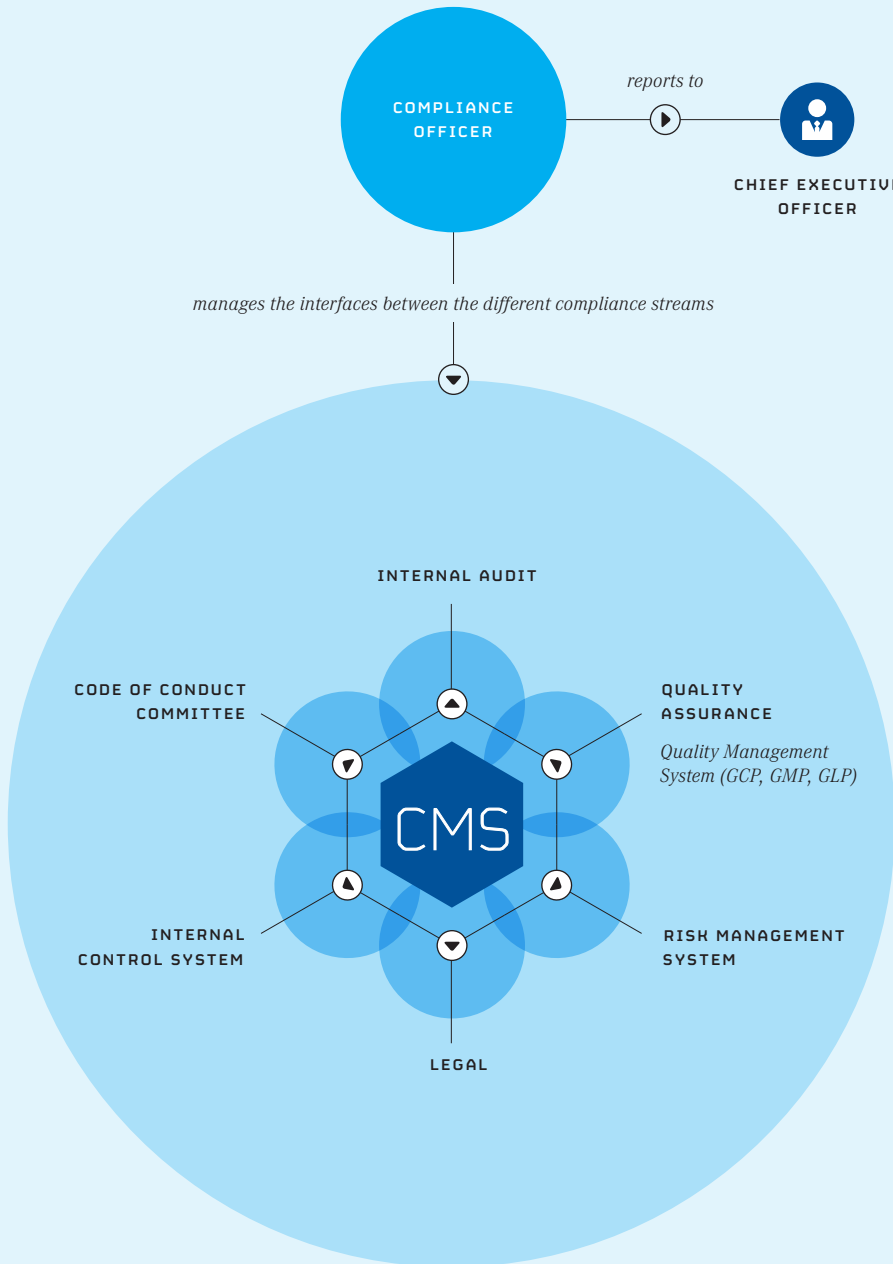 reports to
COMPLIANCE
OFFICER
CHIEF EXECUTIV
OFFICER
manages the interfaces between the different compliance streams
INTERNAL AUDIT
CODE OF CONDUCT
COMMITTEE
QUALITY
ASSURANCE
Quality Management
System (GCP, GMP, GLP)
CMS
INTERNAL
CONTROL SYSTEM
RISK MANAGEMENT
SYSTEM
LEGAL